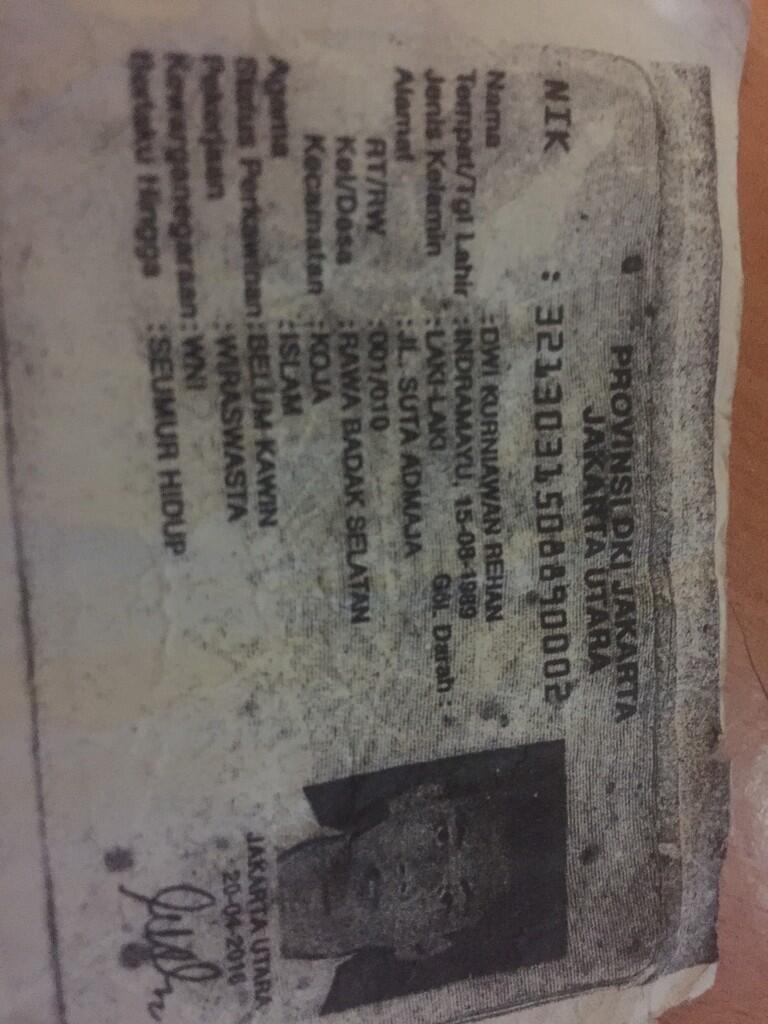 PROVINSI DKI JAKARTA
JAKARTA UTARA
NIK : 3213031508890002
Nama : DWI KURNIAWAN REHAN
Tempat/Tgl Lahir : INDRAMAYU, 15-08-1989
Jenis Kelamin : LAKI-LAKI Gol. Darah :
Alamat : JL. SUTA ADMAJA
RT/RW : 001/010
Kel/Desa : RAWA BADAK SELATAN
Kecamatan : KOJA
Agama : ISLAM
Status Perkawinan : BELUM KAWIN
Pekerjaan : WIRASWASTA
Kewarganegaraan : WNI
Berlaku Hingga : SEUMUR HIDUP
JAKARTA UTARA
20-04-2016